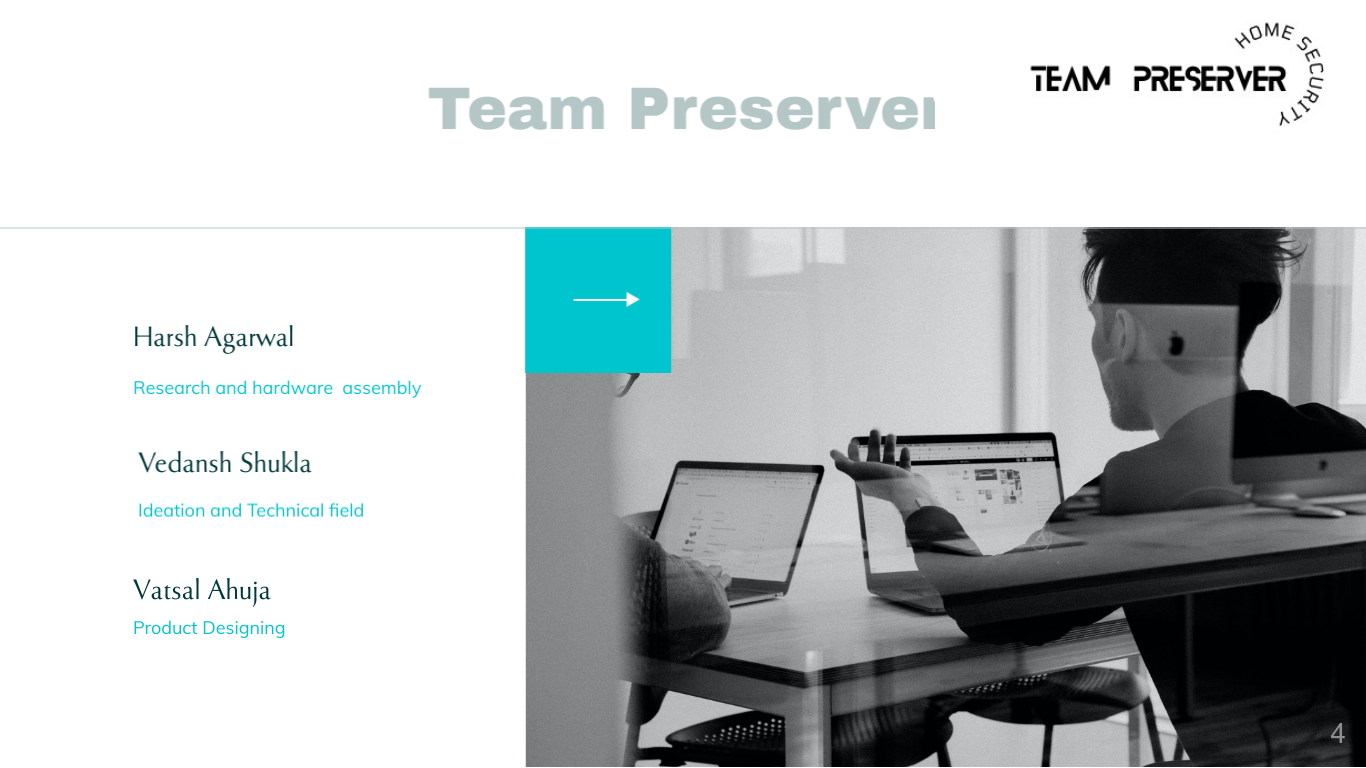 Team Preserver
TEAM PRESERVER
HOME SECURITY
Harsh Agarwal
Research and hardware assembly
Vedansh Shukla
Ideation and Technical field
Vatsal Ahuja
Product Designing
4